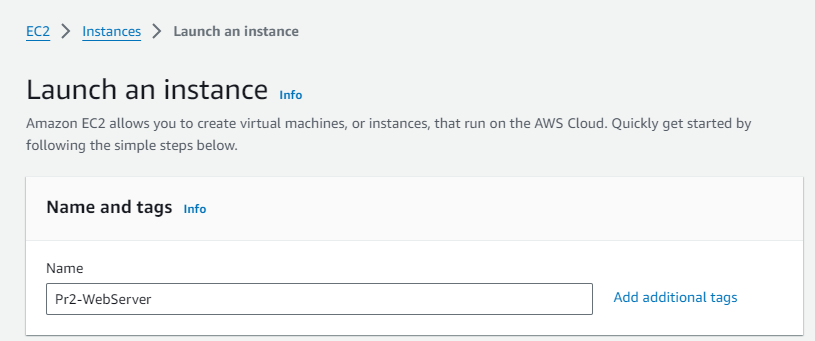 EC2 > Instances > Launch an instance
Launch an instance Info
Amazon EC2 allows you to create virtual machines, or instances, that run on the AWS Cloud. Quickly get started by
following the simple steps below.
Name and tags Info
Name
Pr2-WebServer Add additional tags